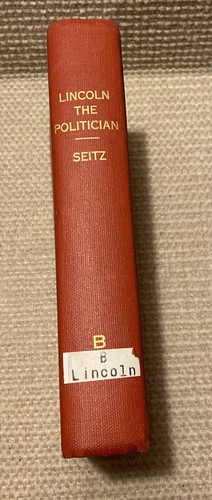 LINCOLN
THE
POLITICIAN
SEITZ
B
B
Lincoln